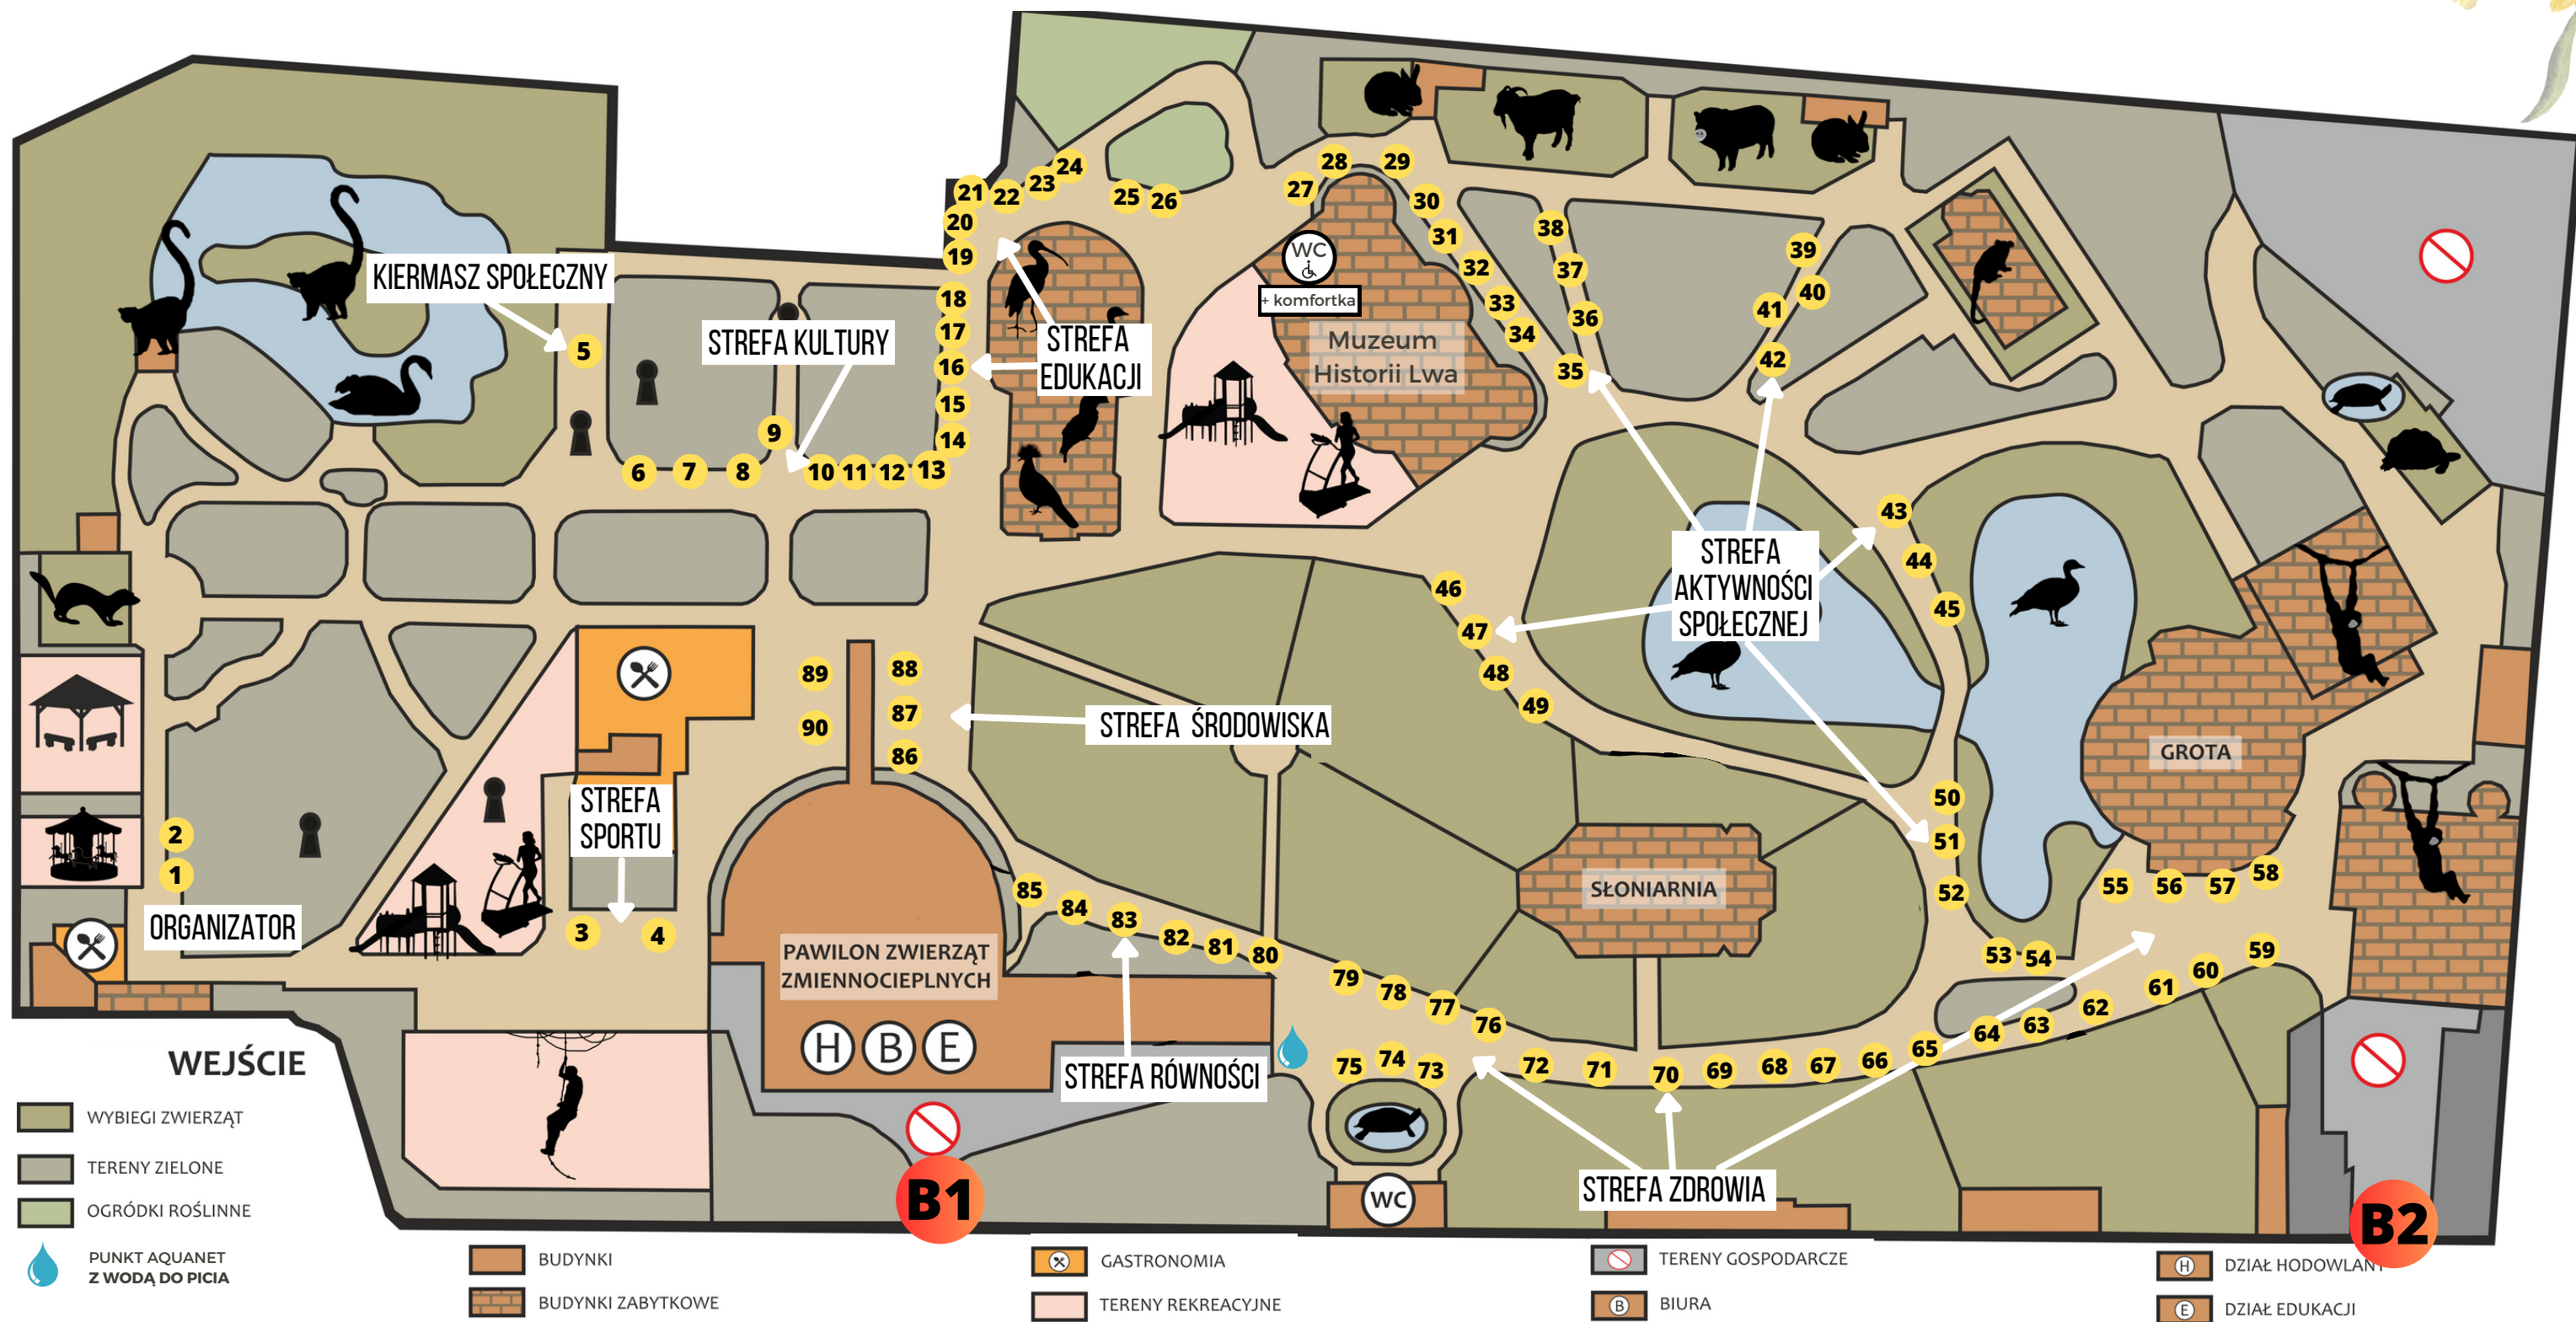 KIERMASZ SPOŁECZNY
5
STREFA KULTURY
6
7
8
9
10
11
12
13
14
15
16
17
18
19
20
21
22
23
24
25
26
STREFA
EDUKACJI
27
28
29
30
31
32
33
34
35
36
37
38
39
40
41
42
WC
+ komfortka
Muzeum
Historii Lwa
STREFA
AKTYWNOŚCI
SPOŁECZNEJ
43
44
45
46
47
48
49
50
51
52
53
54
55
56
57
58
59
60
61
62
63
64
65
66
67
68
69
70
71
72
73
74
75
76
77
78
79
80
81
82
83
84
85
86
87
88
89
90
STREFA ŚRODOWISKA
GROTA
SŁONIARNIA
STREFA
SPORTU
3
4
2
1
ORGANIZATOR
PAWILON ZWIERZĄT
ZMIENNOCIEPLNYCH
H B E
STREFA RÓWNOŚCI
STREFA ZDROWIA
WC
B1
B2
WEJŚCIE
WYBIEGI ZWIERZĄT
TERENY ZIELONE
OGRÓDKI ROŚLINNE
PUNKT AQUANET
Z WODĄ DO PICIA
BUDYNKI
BUDYNKI ZABYTKOWE
GASTRONOMIA
TERENY REKREACYJNE
TERENY GOSPODARCZE
B BIURA
H DZIAŁ HODOWLANY
E DZIAŁ EDUKACJI